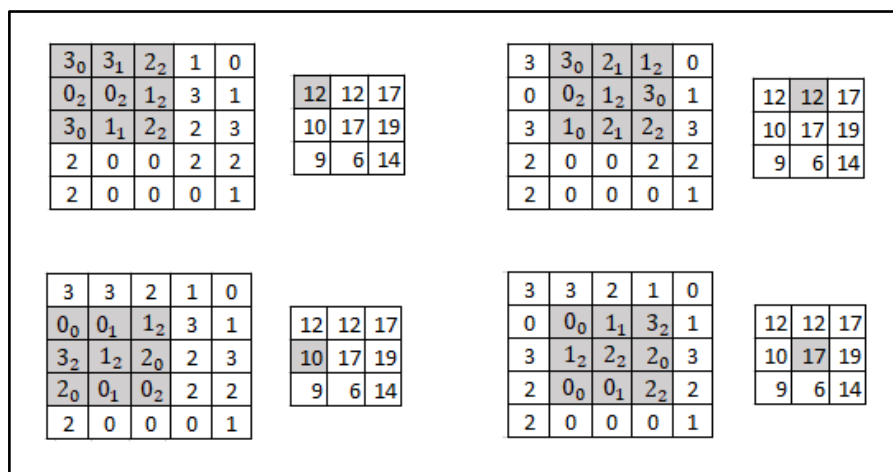 3₀ 3₁ 2₂ 1 0
0₂ 0₂ 1₂ 3 1
3₀ 1₁ 2₂ 2 3
2 0 0 2 2
2 0 0 0 1
12 12 17
10 17 19
9 6 14
3 3₀ 2₁ 1₂ 0
0 0₂ 1₂ 3₀ 1
3 1₀ 2₁ 2₂ 3
2 0 0 2 2
2 0 0 0 1
12 12 17
10 17 19
9 6 14
3 3 2 1 0
0₀ 0₁ 1₂ 3 1
3₂ 1₂ 2₀ 2 3
2₀ 0₁ 0₂ 2 2
2 0 0 0 1
12 12 17
10 17 19
9 6 14
3 3 2 1 0
0 0₀ 1₁ 3₂ 1
3 1₂ 2₂ 2₀ 3
2 0₀ 0₁ 2₂ 2
2 0 0 0 1
12 12 17
10 17 19
9 6 14